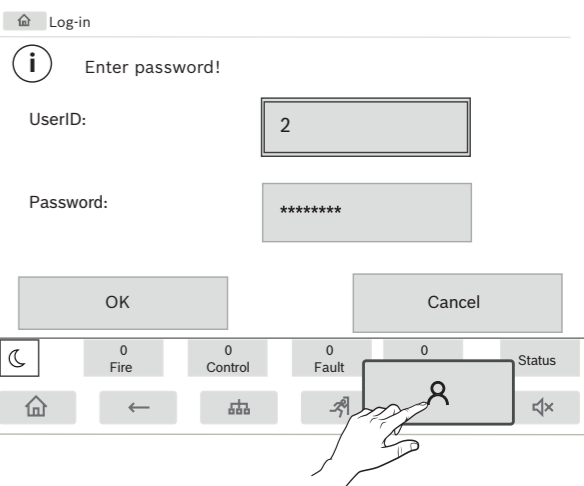 Log-in
i
Enter password!
UserID:
2
Password:
********
OK
Cancel
0
Fire
0
Control
0
Fault
0
Status